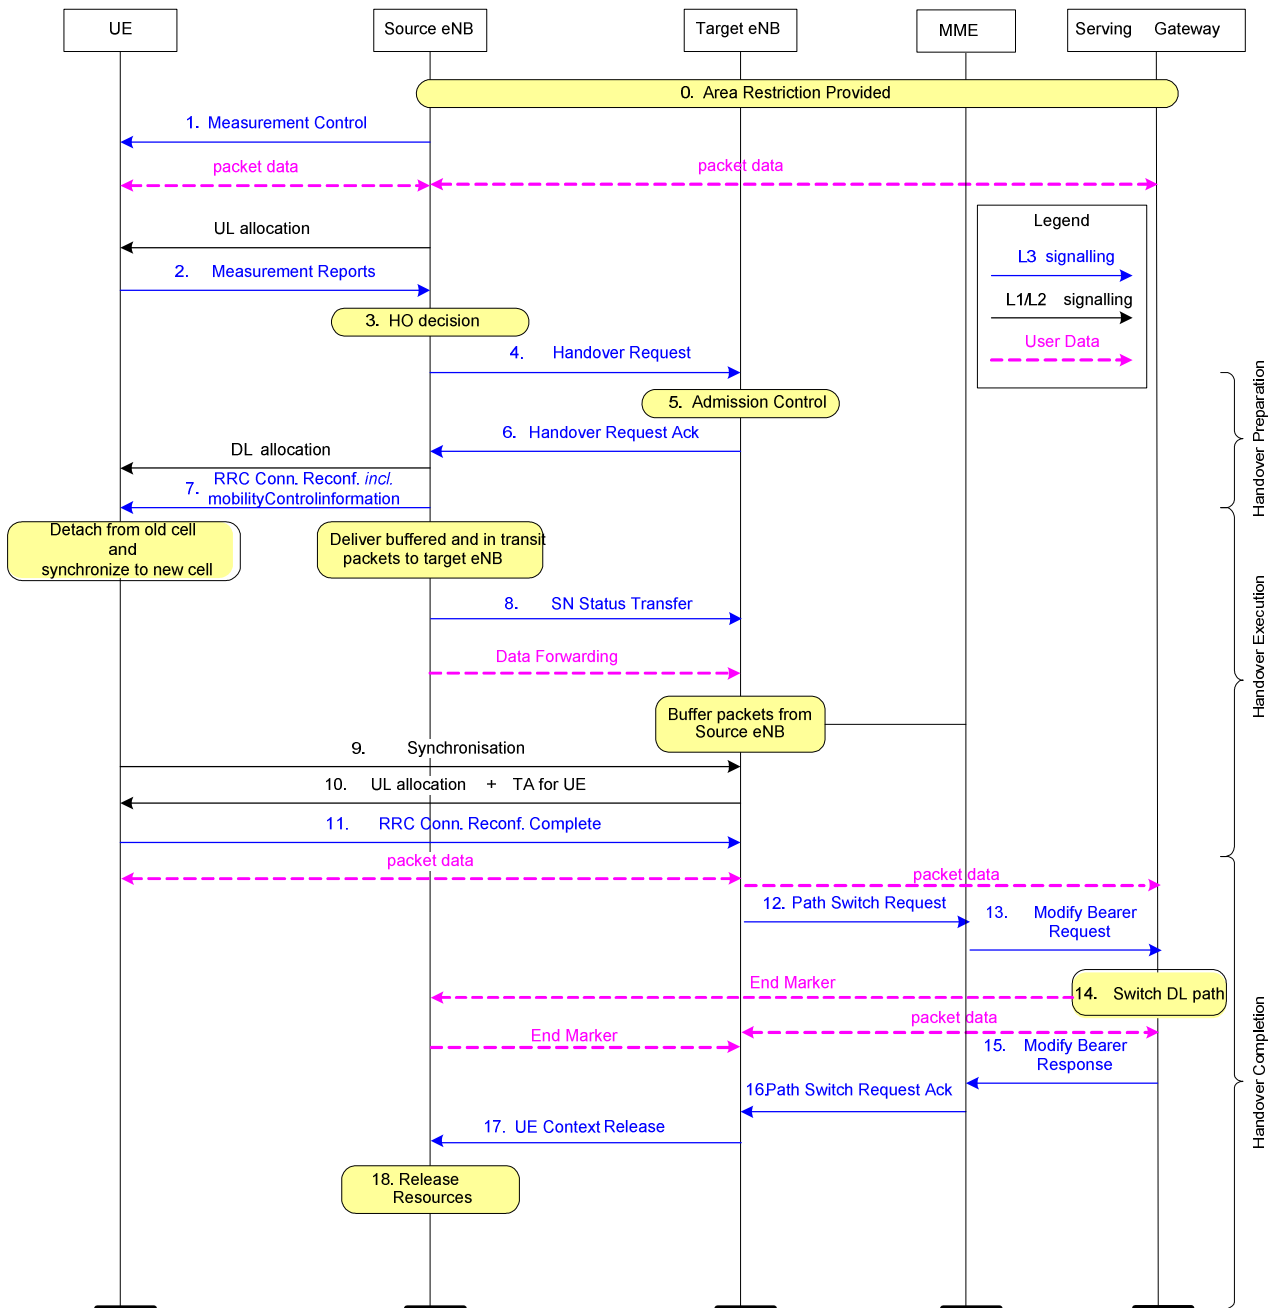 UE
Source eNB
Target eNB
MME
Serving Gateway
0. Area Restriction Provided
1. Measurement Control
packet data
packet data
Legend
UL allocation
L3 signalling
2. Measurement Reports
L1/L2 signalling
3. HO decision
User Data
4. Handover Request
5. Admission Control
6. Handover Request Ack
Handover Preparation
DL allocation
RRC Conn. Reconf. incl.
7. mobilityControlinformation
Detach from old cell
and
synchronize to new cell
Deliver buffered and in transit
packets to target eNB
8. SN Status Transfer
Data Forwarding
Handover Execution
Buffer packets from
Source eNB
9. Synchronisation
10. UL allocation + TA for UE
11. RRC Conn. Reconf. Complete
packet data
packet data
12. Path Switch Request
13. Modify Bearer
Request
End Marker
14. Switch DL path
packet data
End Marker
15. Modify Bearer
Response
Handover Completion
16.Path Switch Request Ack
17. UE Context Release
18. Release
Resources